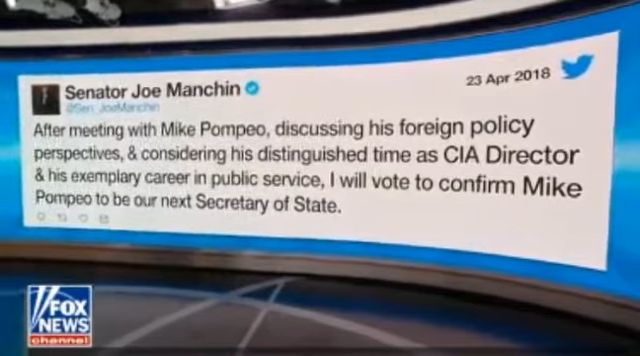 Senator Joe Manchin
@Sen_JoeManchin
23 Apr 2018
After meeting with Mike Pompeo, discussing his foreign policy
perspectives, & considering his distinguished time as CIA Director
& his exemplary career in public service, I will vote to confirm Mike
Pompeo to be our next Secretary of State.
FOX
NEWS
channel